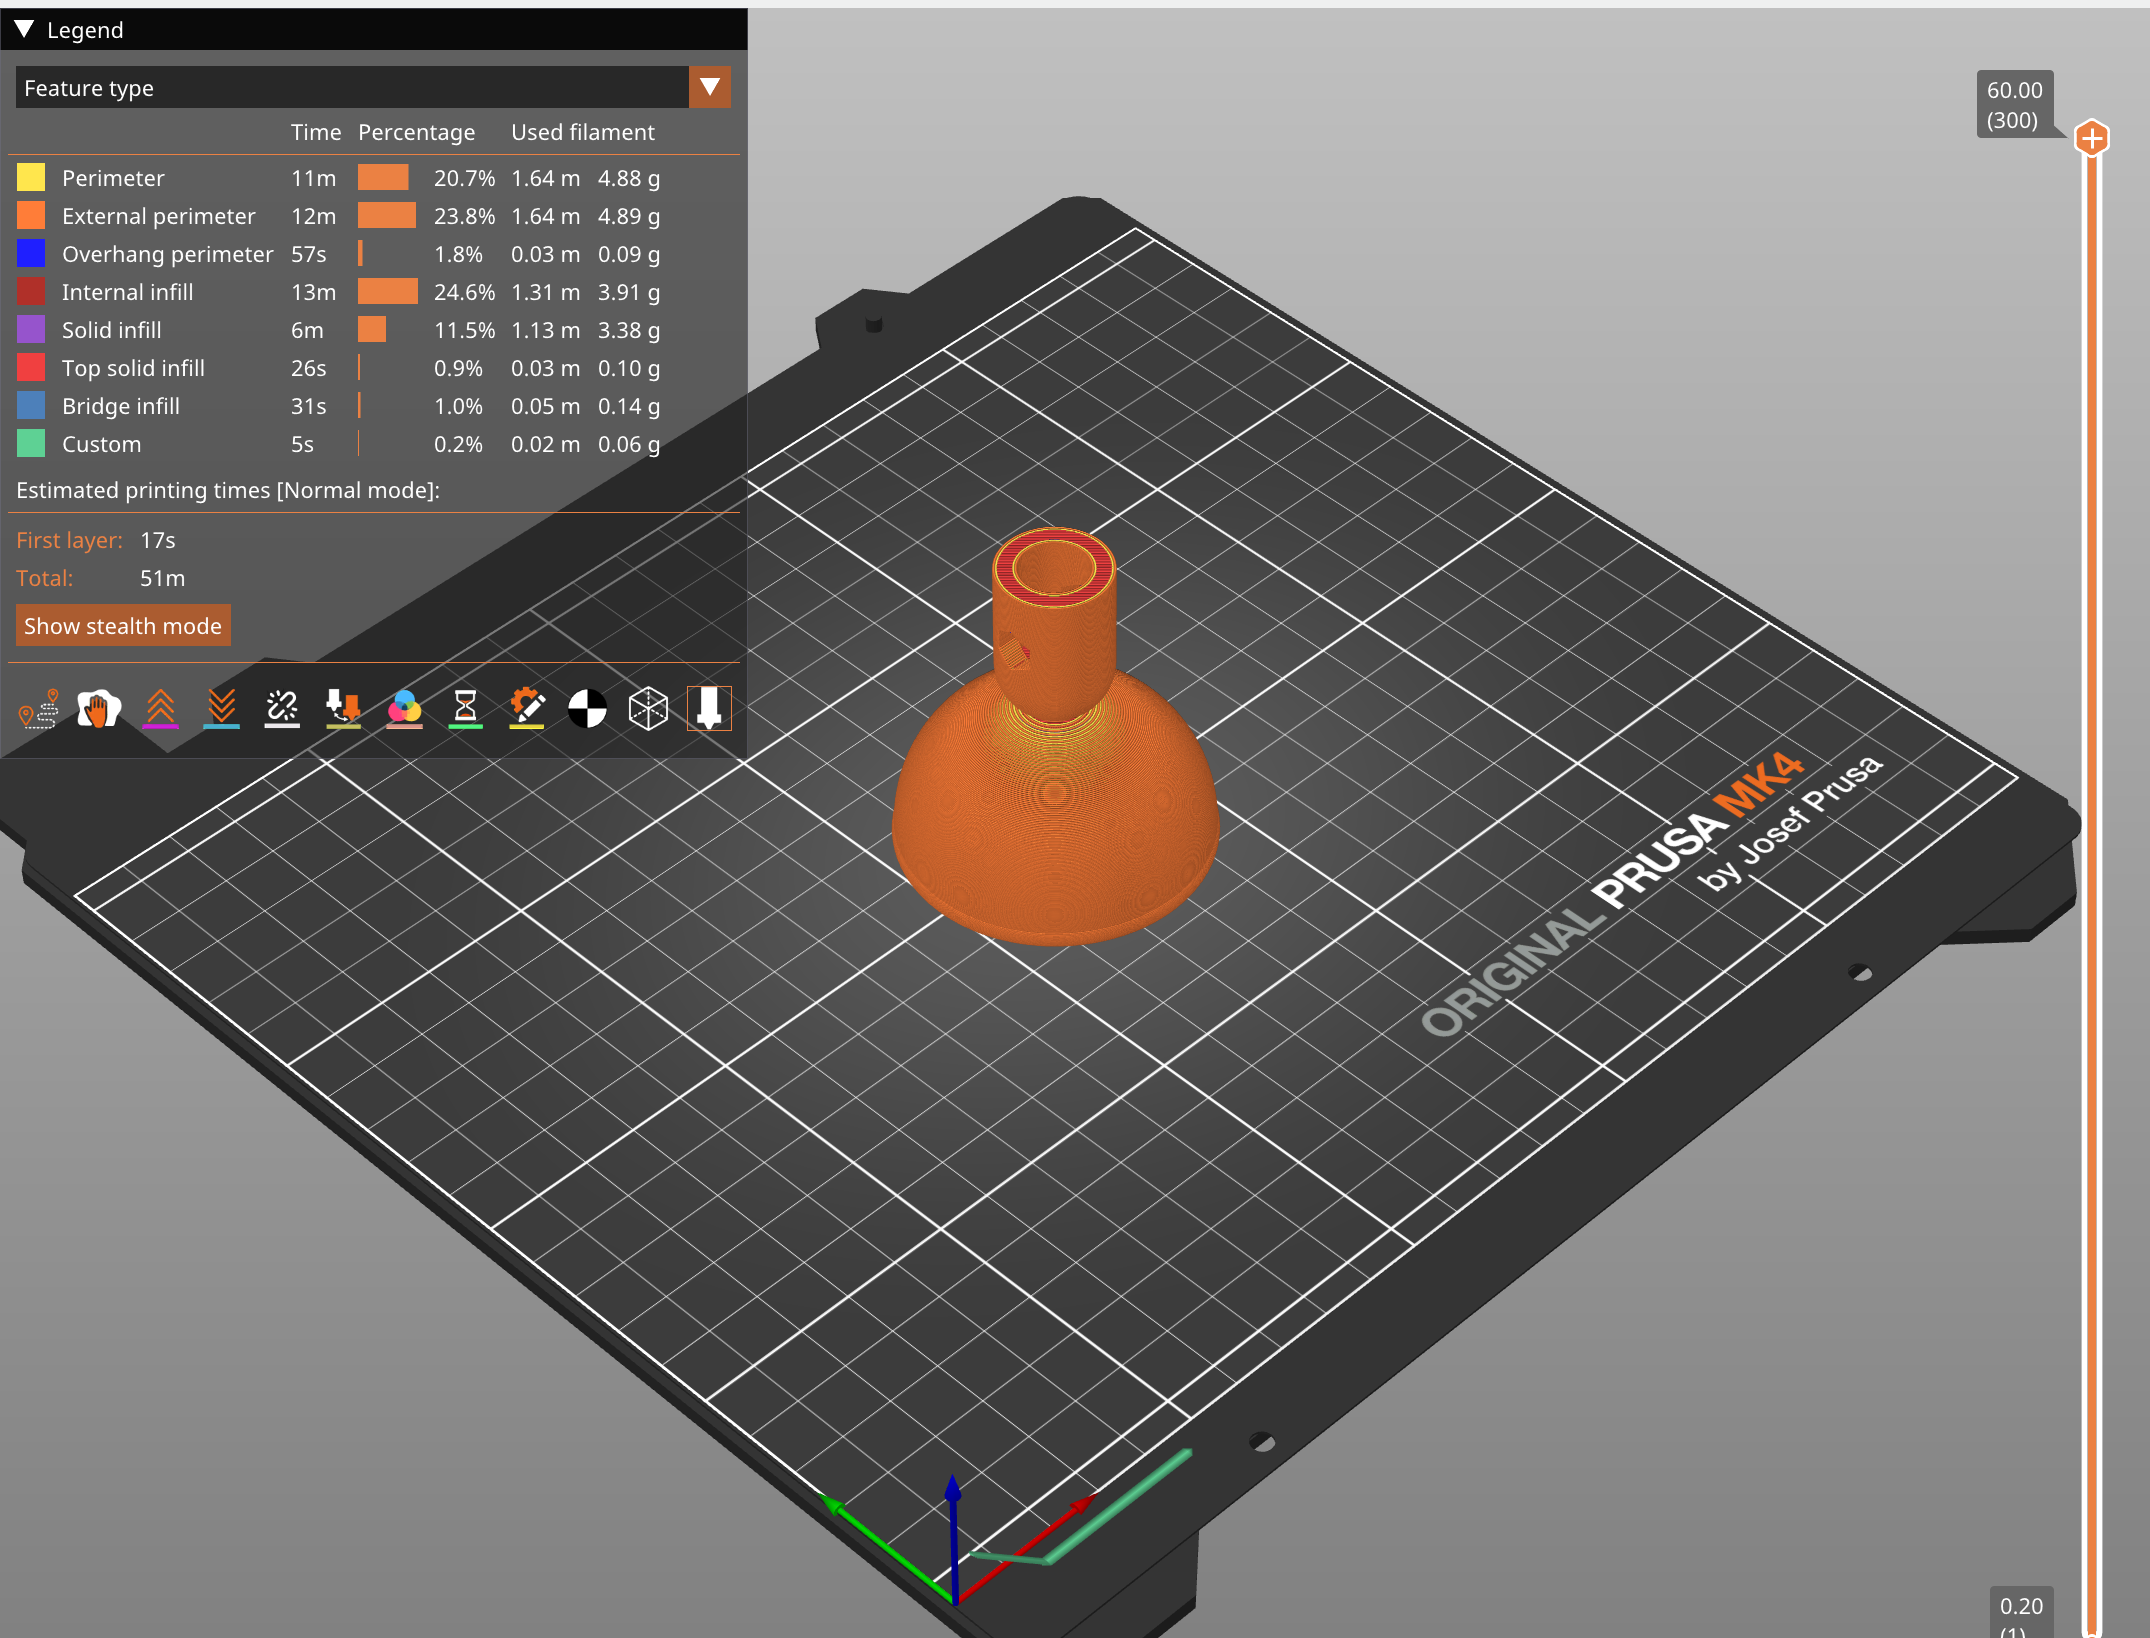 Legend
Feature type
Time Percentage Used filament
Perimeter 11m 20.7% 1.64 m 4.88 g
External perimeter 12m 23.8% 1.64 m 4.89 g
Overhang perimeter 57s 1.8% 0.03 m 0.09 g
Internal infill 13m 24.6% 1.31 m 3.91 g
Solid infill 6m 11.5% 1.13 m 3.38 g
Top solid infill 26s 0.9% 0.03 m 0.10 g
Bridge infill 31s 1.0% 0.05 m 0.14 g
Custom 5s 0.2% 0.02 m 0.06 g
Estimated printing times [Normal mode]:
First layer: 17s
Total: 51m
Show stealth mode
60.00
(300)
ORIGINAL PRUSA MK4
by Josef Prusa
0.20
(1)